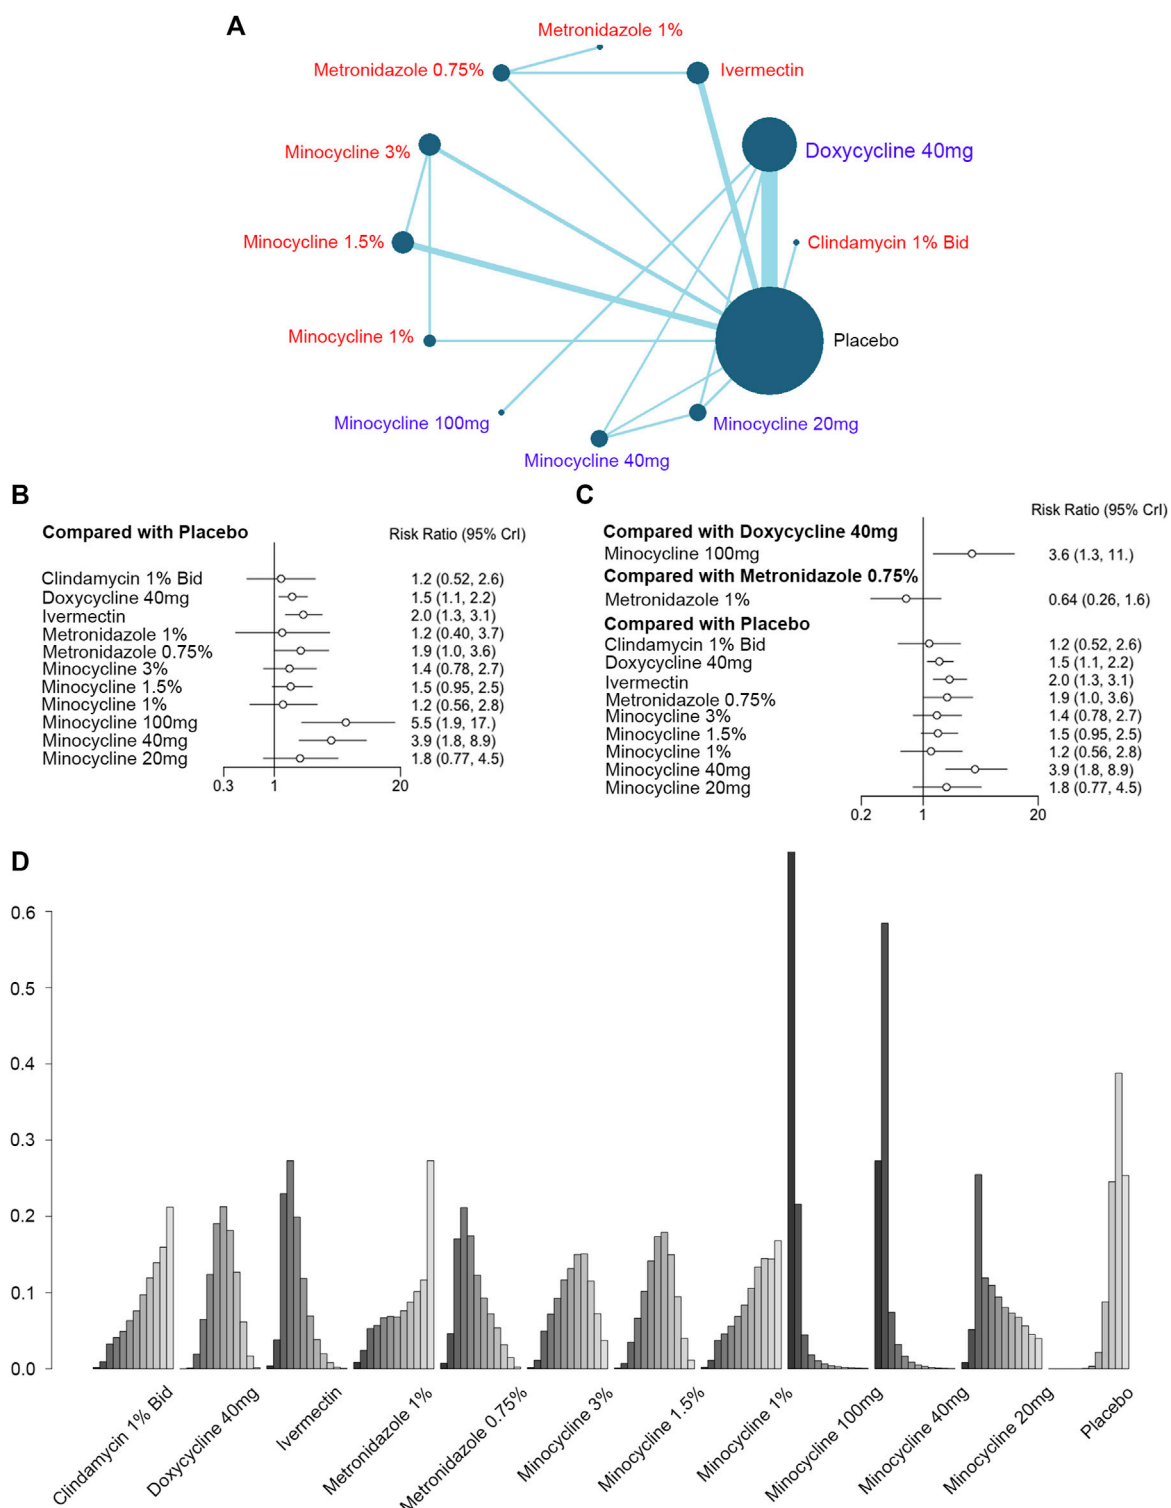 A
Metronidazole 1%
Metronidazole 0.75%
Ivermectin
Minocycline 3%
Doxycycline 40mg
Minocycline 1.5%
Clindamycin 1% Bid
Minocycline 1%
Placebo
Minocycline 100mg
Minocycline 20mg
Minocycline 40mg
B
Compared with Placebo Risk Ratio (95% CrI)
Clindamycin 1% Bid 1.2 (0.52, 2.6)
Doxycycline 40mg 1.5 (1.1, 2.2)
Ivermectin 2.0 (1.3, 3.1)
Metronidazole 1% 1.2 (0.40, 3.7)
Metronidazole 0.75% 1.9 (1.0, 3.6)
Minocycline 3% 1.4 (0.78, 2.7)
Minocycline 1.5% 1.5 (0.95, 2.5)
Minocycline 1% 1.2 (0.56, 2.8)
Minocycline 100mg 5.5 (1.9, 17.)
Minocycline 40mg 3.9 (1.8, 8.9)
Minocycline 20mg 1.8 (0.77, 4.5)
0.3 1 20
C
Risk Ratio (95% CrI)
Compared with Doxycycline 40mg
Minocycline 100mg 3.6 (1.3, 11.)
Compared with Metronidazole 0.75%
Metronidazole 1% 0.64 (0.26, 1.6)
Compared with Placebo
Clindamycin 1% Bid 1.2 (0.52, 2.6)
Doxycycline 40mg 1.5 (1.1, 2.2)
Ivermectin 2.0 (1.3, 3.1)
Metronidazole 0.75% 1.9 (1.0, 3.6)
Minocycline 3% 1.4 (0.78, 2.7)
Minocycline 1.5% 1.5 (0.95, 2.5)
Minocycline 1% 1.2 (0.56, 2.8)
Minocycline 40mg 3.9 (1.8, 8.9)
Minocycline 20mg 1.8 (0.77, 4.5)
0.2 1 20
D
0.6
0.5
0.4
0.3
0.2
0.1
0.0
Clindamycin 1% Bid
Doxycycline 40mg
Ivermectin
Metronidazole 1%
Metronidazole 0.75%
Minocycline 3%
Minocycline 1.5%
Minocycline 1%
Minocycline 100mg
Minocycline 40mg
Minocycline 20mg
Placebo